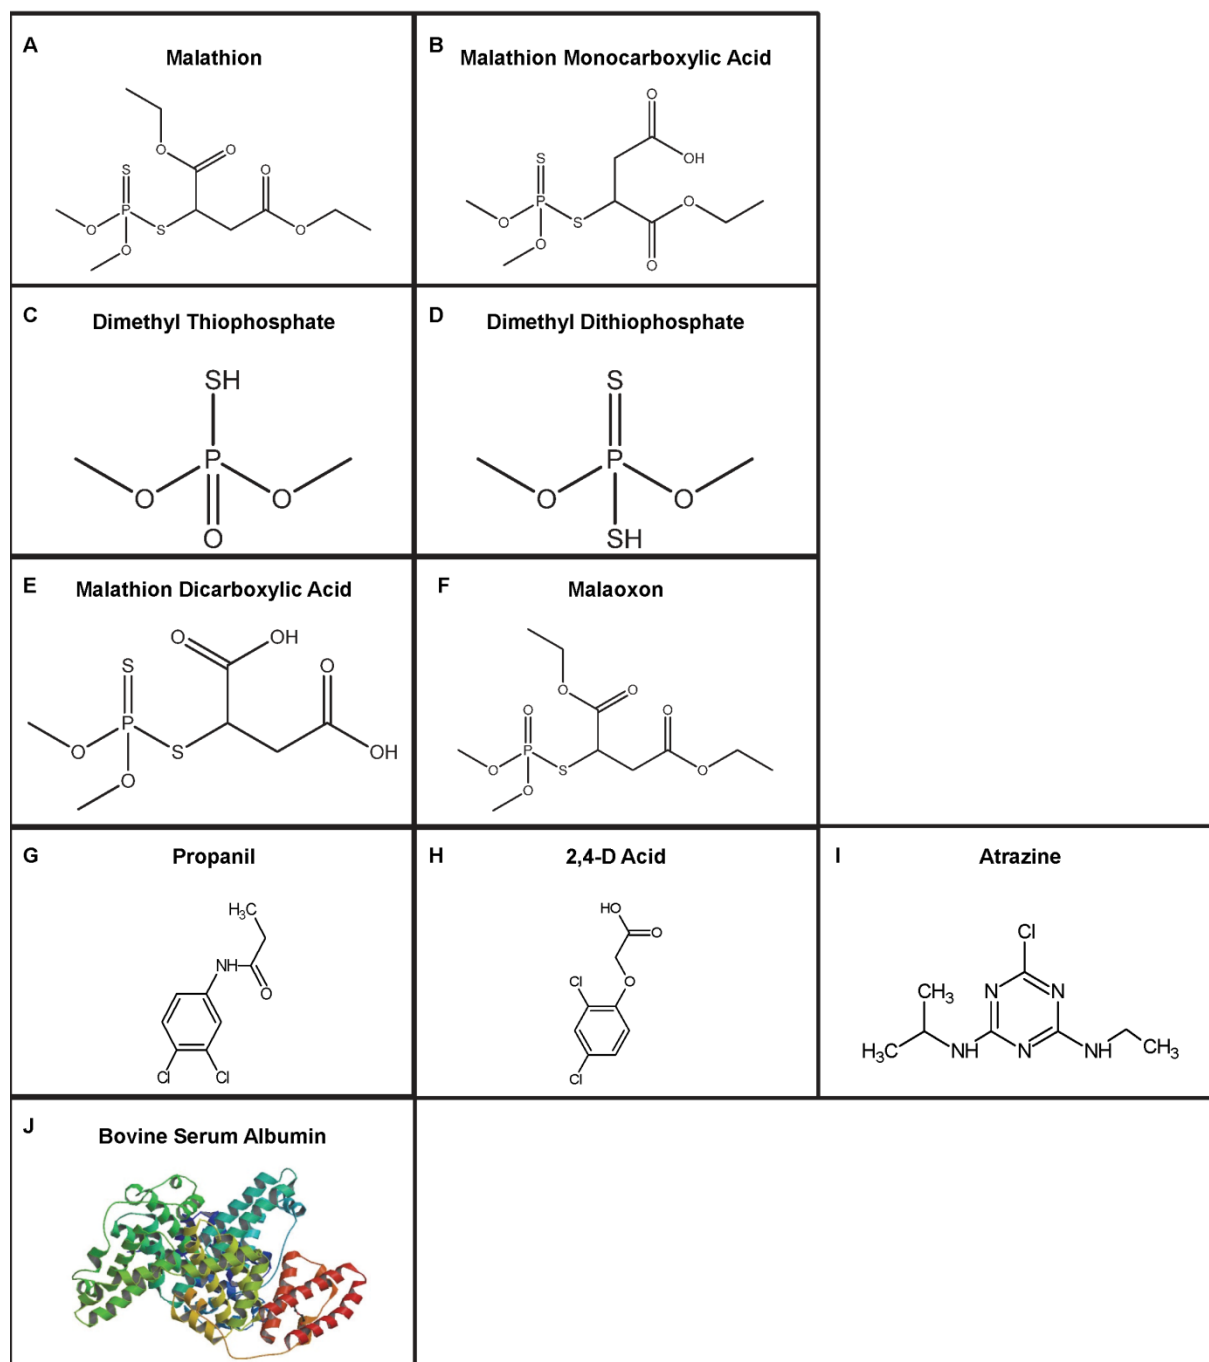 A
Malathion
O
O
O
S
P
O
O
S
O
O
B
Malathion Monocarboxylic Acid
O
OH
S
P
O
O
S
O
O
C
Dimethyl Thiophosphate
SH
P
O
O
O
D
Dimethyl Dithiophosphate
S
P
O
O
SH
E
Malathion Dicarboxylic Acid
O
OH
S
O
P
O
S
OH
O
F
Malaoxon
O
O
O
O
P
O
S
O
O
G
Propanil
H₃C
NH
O
Cl
Cl
H
2,4-D Acid
HO
O
O
Cl
Cl
I
Atrazine
Cl
CH₃
N
N
H₃C
NH
N
NH
CH₃
J
Bovine Serum Albumin